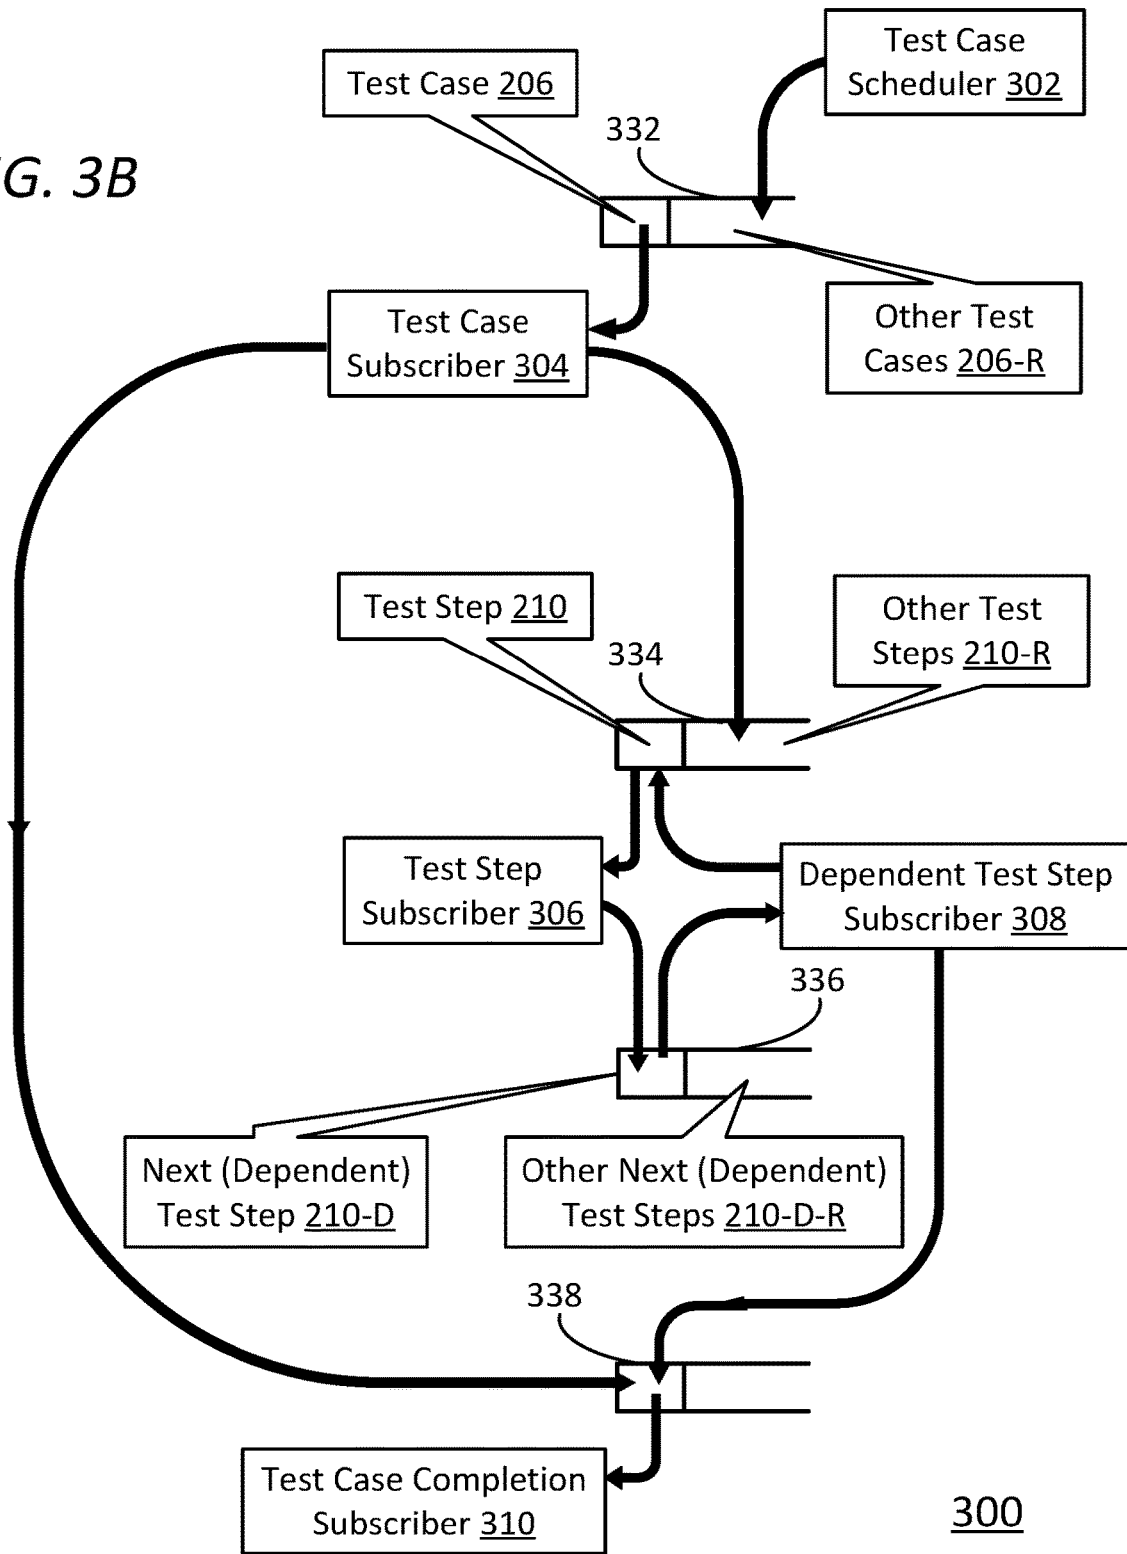 Test Case
Scheduler 302
Test Case 206
332
G. 3B
Other Test
Cases 206-R
Test Case
Subscriber 304
Test Step 210
Other Test
Steps 210-R
334
Test Step
Subscriber 306
Dependent Test Step
Subscriber 308
336
Next (Dependent)
Test Step 210-D
Other Next (Dependent)
Test Steps 210-D-R
338
Test Case Completion
Subscriber 310
300